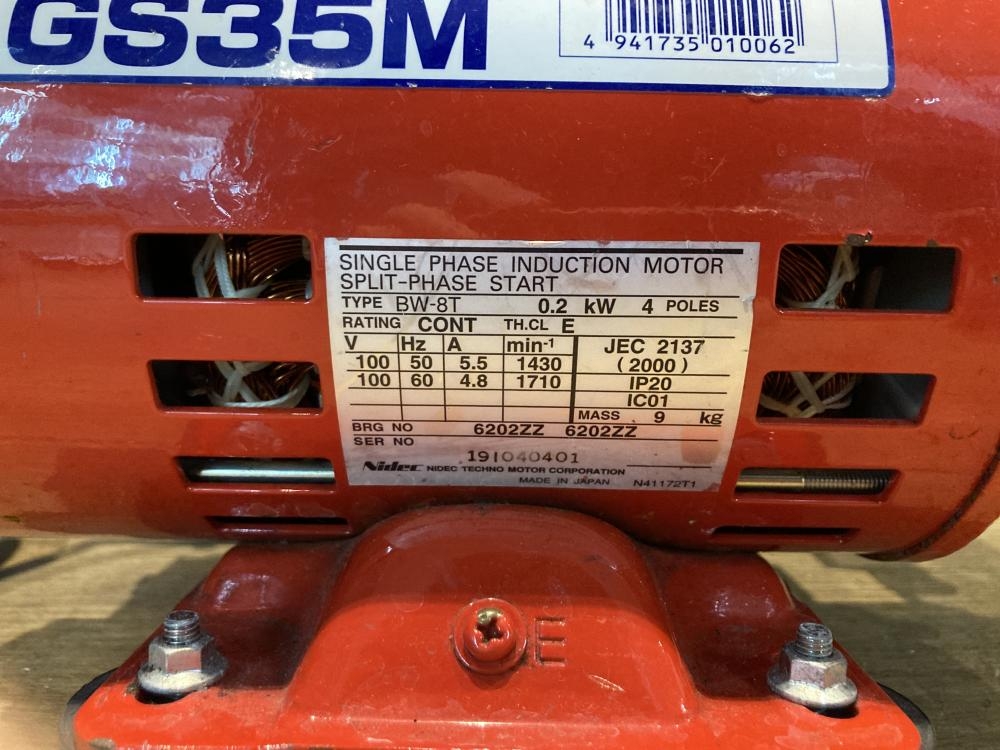 GS35M
4 941735 010062
SINGLE PHASE INDUCTION MOTOR
SPLIT-PHASE START
TYPE BW-8T 0.2 kW 4 POLES
RATING CONT TH.CL E
V Hz A min-1 JEC 2137
100 50 5.5 1430 (2000)
100 60 4.8 1710 IP20
IC01
MASS 9 kg
BRG NO 6202ZZ 6202ZZ
SER NO
191040401
Nidec NIDEC TECHNO MOTOR CORPORATION
MADE IN JAPAN N41172T1
E